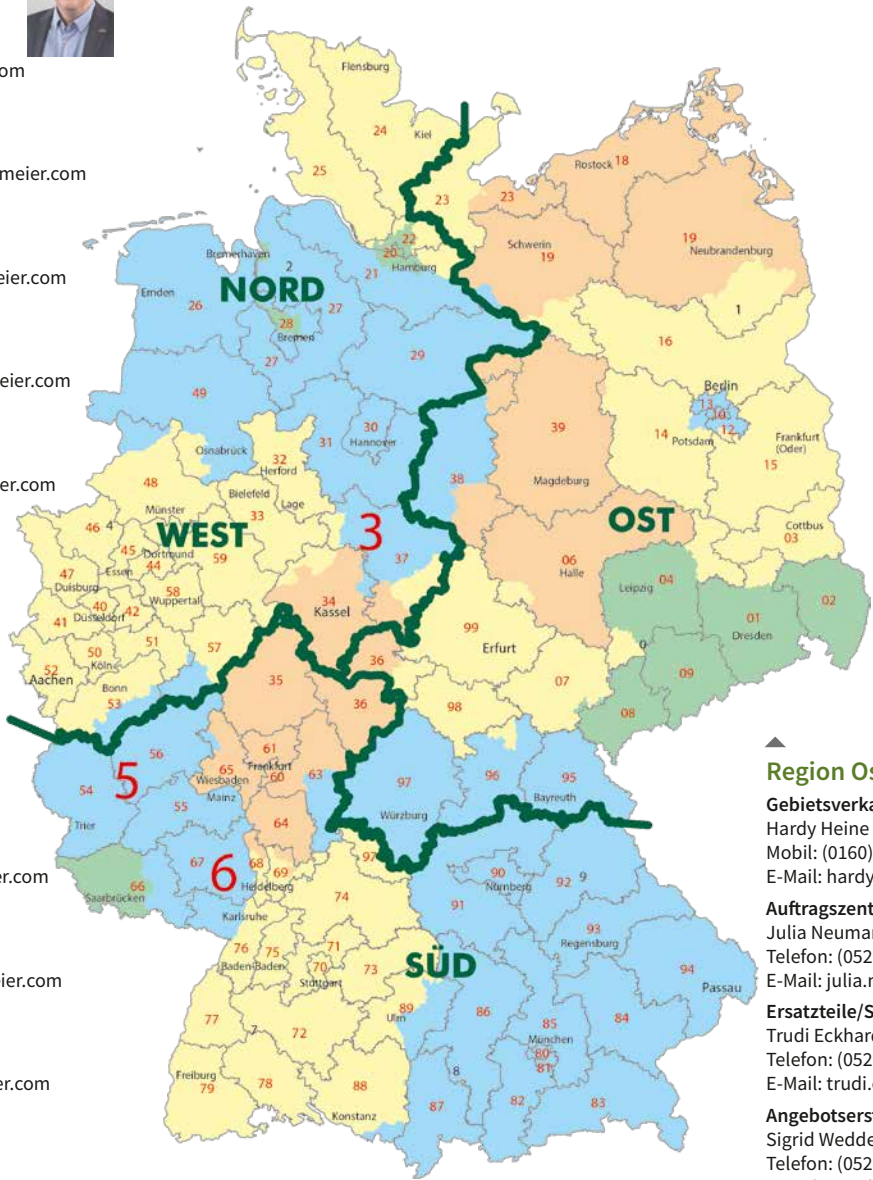 om
meier.com
eier.com
eier.com
er.com
er.com
eier.com
er.com
Flensburg
24
Kiel
25
23
23
Rostock 18
22
20
Hamburg
21
Schwerin
19
19
Neubrandenburg
Bremerhaven
2
NORD
Emden
26
27
28
Bremen
27
29
1
16
49
Berlin
13
10
12
14
Potsdam
Frankfurt
(Oder)
15
30
Hannover
31
39
Magdeburg
38
Osnabrück
32
Herford
48
Münster
Bielefeld
33
Lage
WEST
3
OST
46
4
45
Dortmund
44
Essen
59
37
Cottbus
03
47
Duisburg
58
Wuppertal
06
Halle
Leipzig
04
40
Düsseldorf
42
41
34
Kassel
01
Dresden
02
50
Köln
51
57
99
Erfurt
0
52
Aachen
Bonn
53
36
07
09
35
36
98
08
56
5
61
Frankfurt
65
Wiesbaden
60
63
Mainz
54
55
Trier
97
Würzburg
96
95
Bayreuth
64
67
6
68
69
Heidelberg
66
Saarbrücken
97
90
Nürnberg
92
9
74
91
Karlsruhe
76
75
Baden-Baden
71
70
Stuttgart
73
SÜD
93
Regensburg
94
Passau
77
7
72
89
Ulm
86
85
München
80
81
84
Freiburg
79
78
88
Konstanz
8
87
82
83
Region Os
Gebietsverka
Hardy Heine
Mobil: (0160)
E-Mail: hardy
Auftragszent
Julia Neumar
Telefon: (052
E-Mail: julia.r
Ersatzteile/S
Trudi Eckhar
Telefon: (052
E-Mail: trudi.
Angebotserst
Sigrid Wedde
Telefon: (052